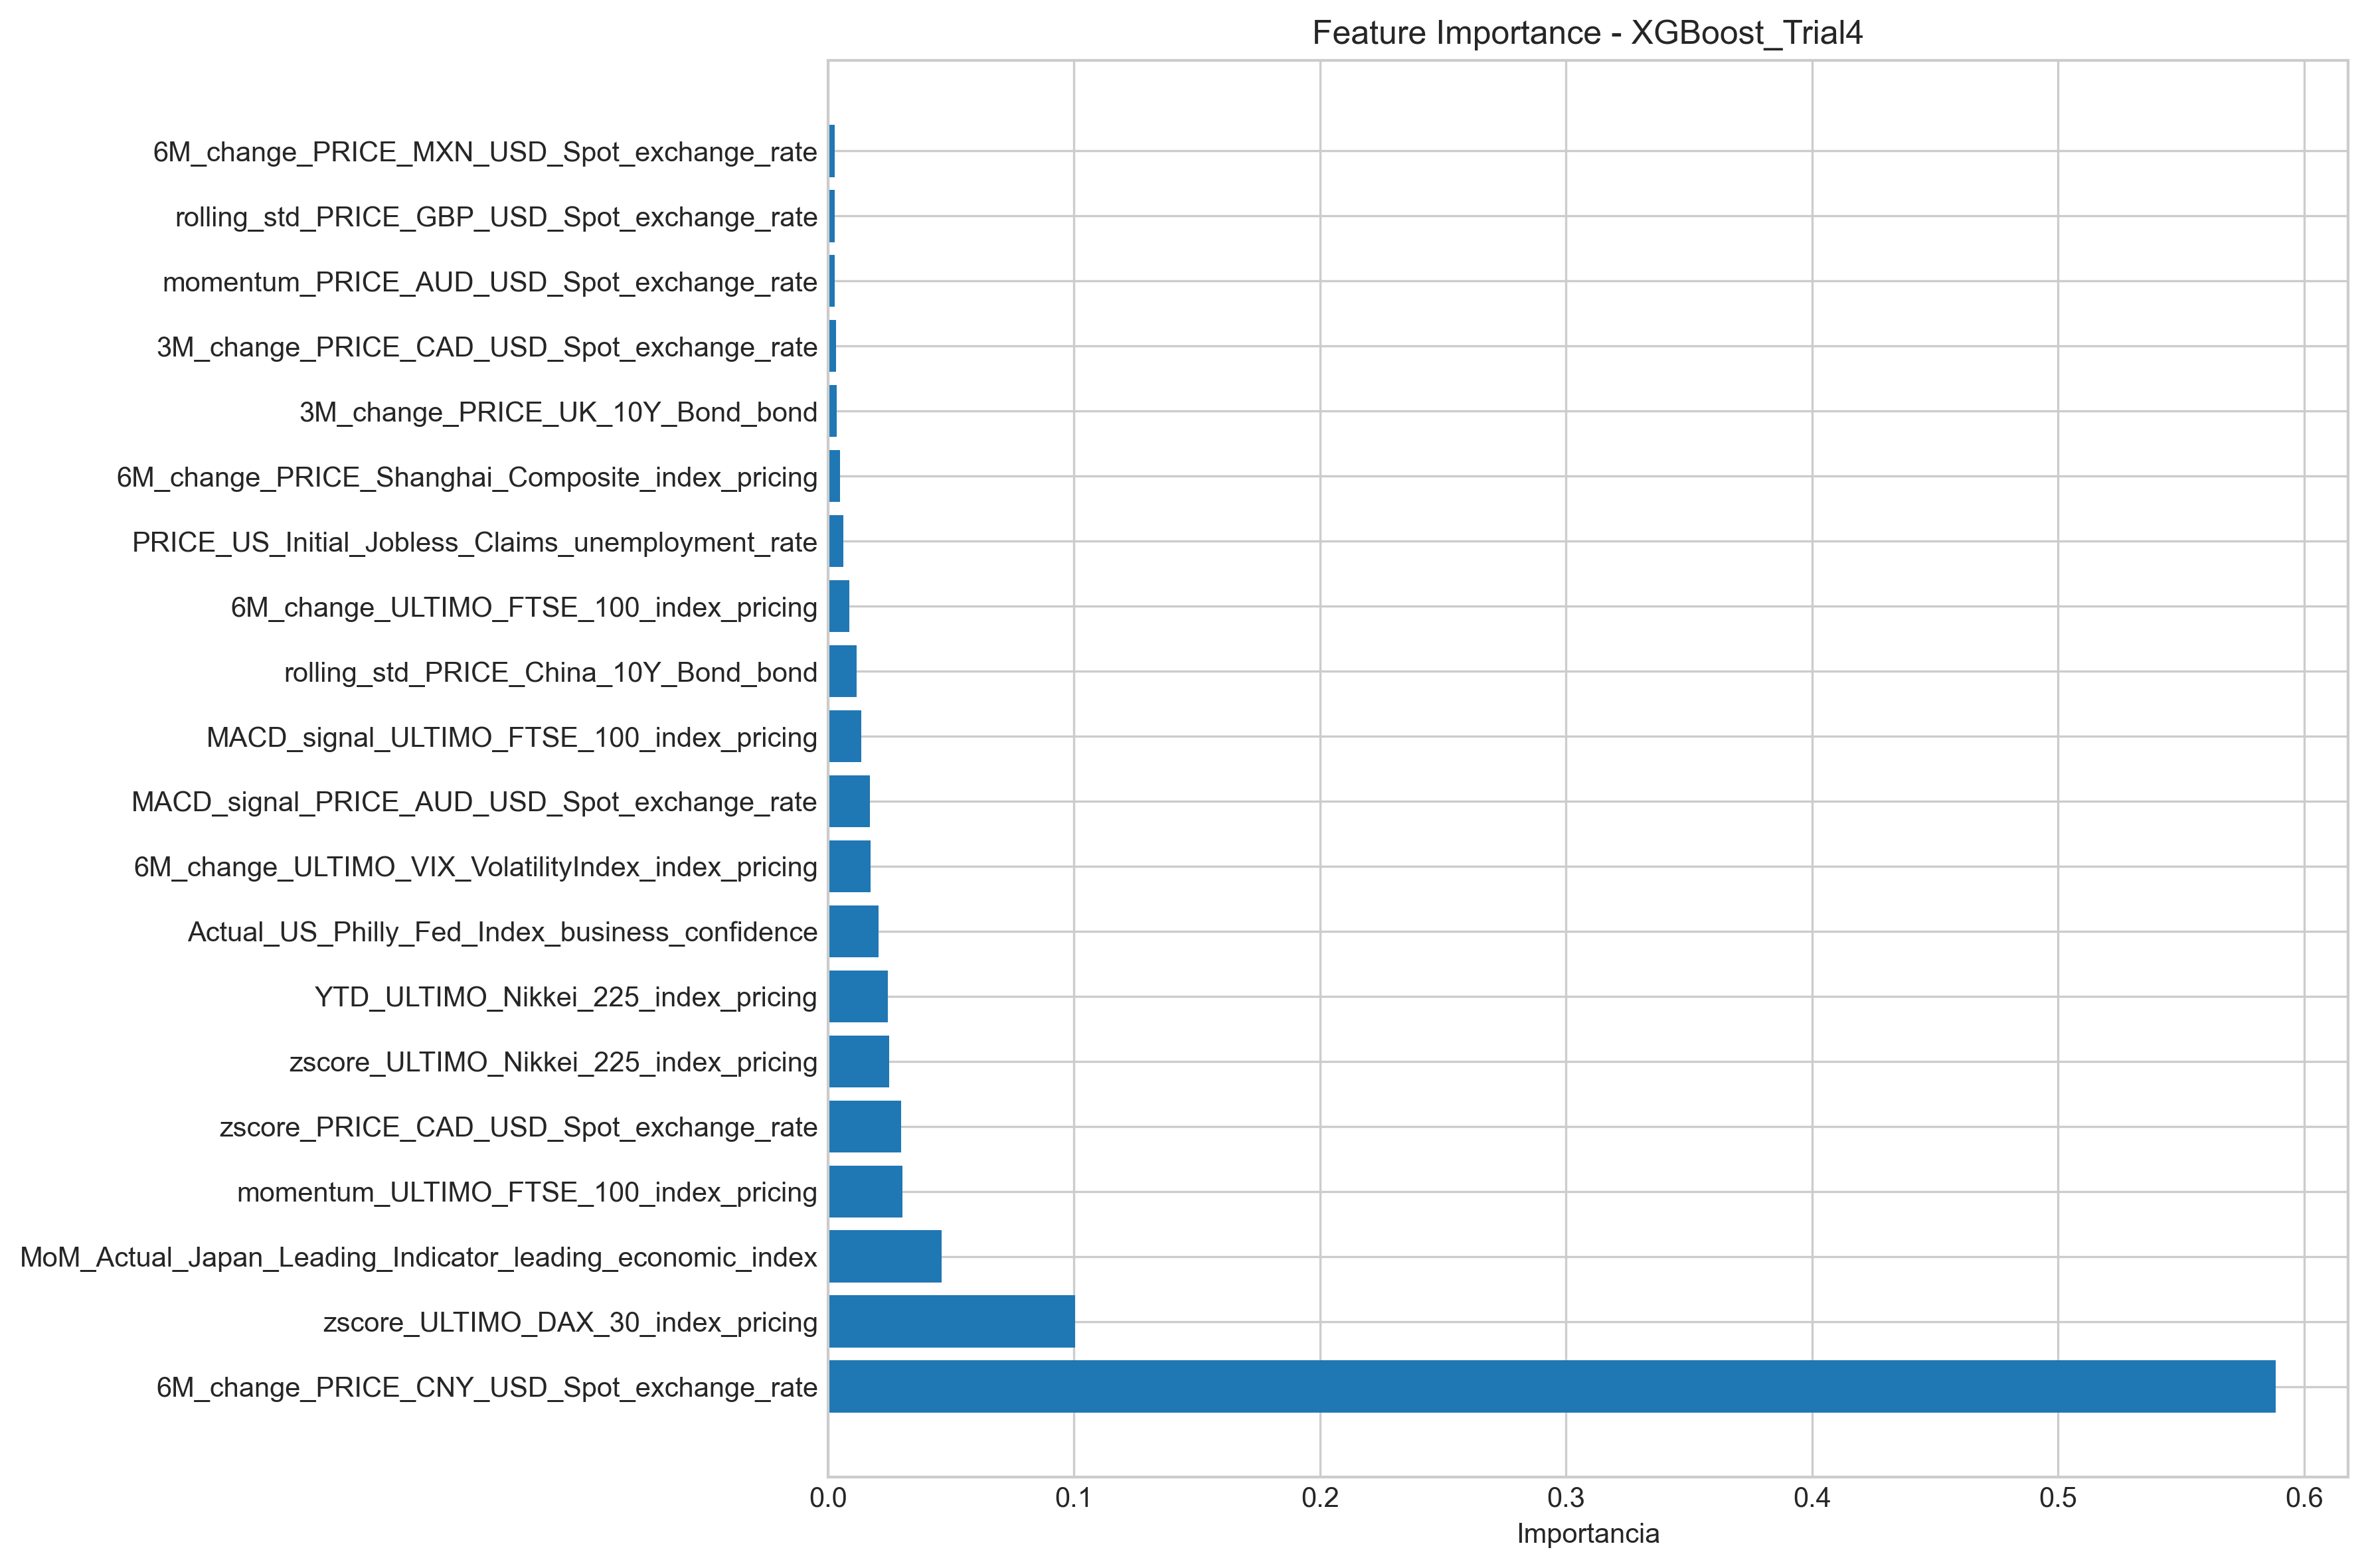 Feature Importance - XGBoost_Trial4
6M_change_PRICE_MXN_USD_Spot_exchange_rate
rolling_std_PRICE_GBP_USD_Spot_exchange_rate
momentum_PRICE_AUD_USD_Spot_exchange_rate
3M_change_PRICE_CAD_USD_Spot_exchange_rate
3M_change_PRICE_UK_10Y_Bond_bond
6M_change_PRICE_Shanghai_Composite_index_pricing
PRICE_US_Initial_Jobless_Claims_unemployment_rate
6M_change_ULTIMO_FTSE_100_index_pricing
rolling_std_PRICE_China_10Y_Bond_bond
MACD_signal_ULTIMO_FTSE_100_index_pricing
MACD_signal_PRICE_AUD_USD_Spot_exchange_rate
6M_change_ULTIMO_VIX_VolatilityIndex_index_pricing
Actual_US_Philly_Fed_Index_business_confidence
YTD_ULTIMO_Nikkei_225_index_pricing
zscore_ULTIMO_Nikkei_225_index_pricing
zscore_PRICE_CAD_USD_Spot_exchange_rate
momentum_ULTIMO_FTSE_100_index_pricing
MoM_Actual_Japan_Leading_Indicator_leading_economic_index
zscore_ULTIMO_DAX_30_index_pricing
6M_change_PRICE_CNY_USD_Spot_exchange_rate
0.0 0.1 0.2 0.3 0.4 0.5 0.6
Importancia